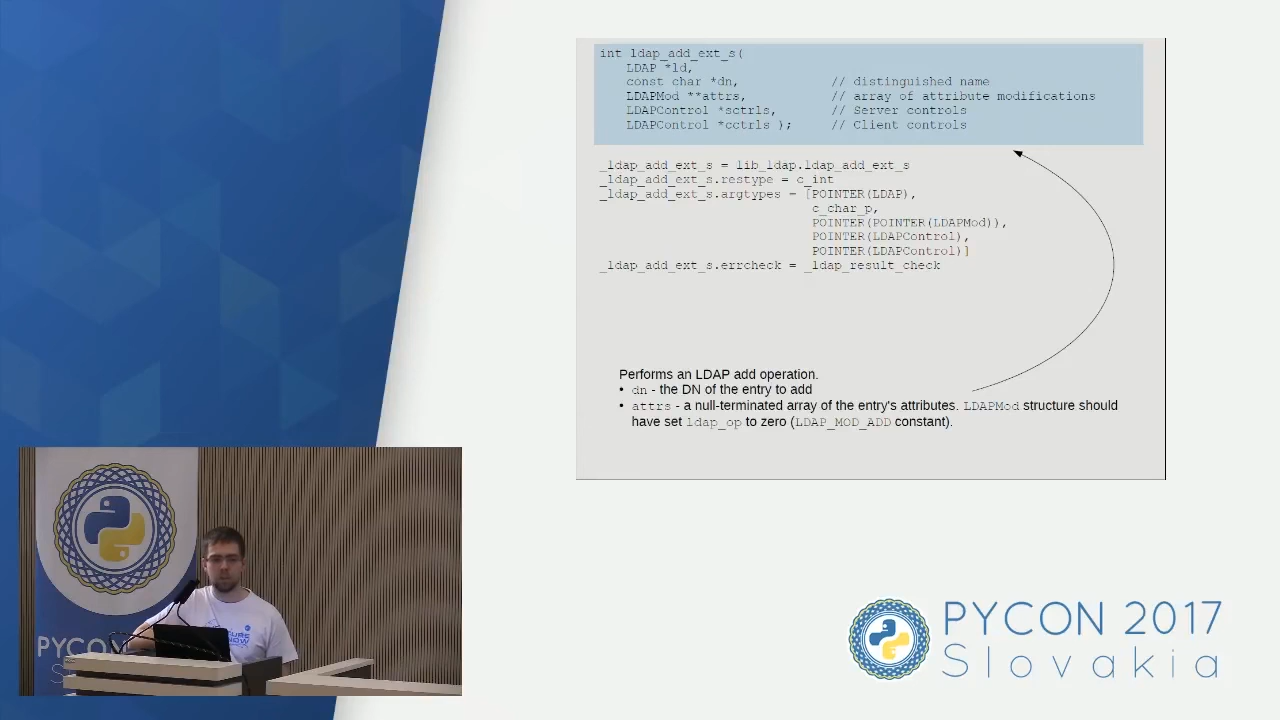 int ldap_add_ext_s(
LDAP *ld,
const char *dn, // distinguished name
LDAPMod **attrs, // array of attribute modifications
LDAPControl *sctrls, // Server controls
LDAPControl *cctrls ); // Client controls
_ldap_add_ext_s = lib_ldap.ldap_add_ext_s
_ldap_add_ext_s.restype = c_int
_ldap_add_ext_s.argtypes = [POINTER(LDAP),
c_char_p,
POINTER(POINTER(LDAPMod)),
POINTER(LDAPControl),
POINTER(LDAPControl)]
_ldap_add_ext_s.errcheck = _ldap_result_check
Performs an LDAP add operation.
• dn - the DN of the entry to add
• attrs - a null-terminated array of the entry's attributes. LDAPMod structure should
have set ldap_op to zero (LDAP_MOD_ADD constant).
PYCON
PYCON 2017
Slovakia